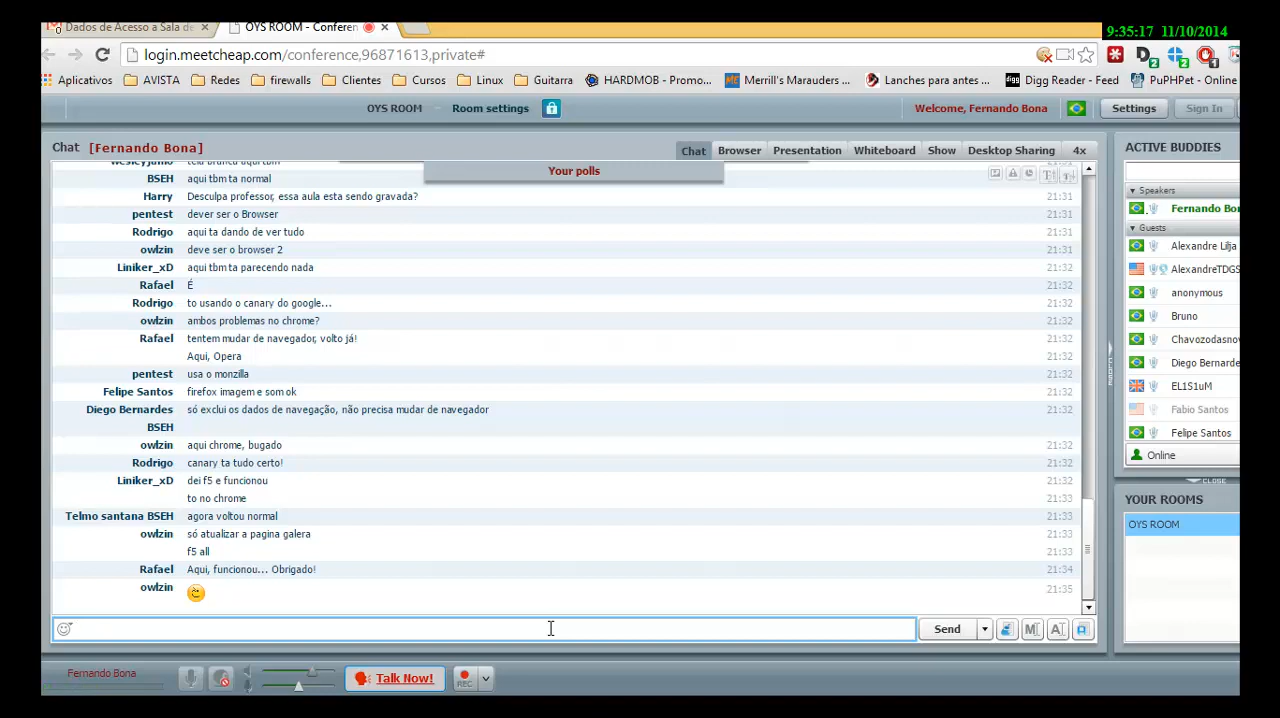 Dados de Acesso a Sala de
OYS ROOM - Conferen
9:35:17 11/10/2014
login.meetcheap.com/conference,96871613,private#
Aplicativos
AVISTA
Redes
firewalls
Clientes
Cursos
Linux
Guitarra
HARDMOB - Promo...
Merrill's Marauders ...
Lanches para antes ...
Digg Reader - Feed
PuPHPet - Online
OYS ROOM
Room settings
Welcome, Fernando Bona
Settings
Sign In
Chat [Fernando Bona]
Chat
Browser
Presentation
Whiteboard
Show
Desktop Sharing
4x
Your polls
BSEH aqui tbm ta normal
Harry Desculpa professor, essa aula esta sendo gravada? 21:31
pentest dever ser o Browser 21:31
Rodrigo aqui ta dando de ver tudo 21:31
owlzin deve ser o browser 2 21:31
Liniker_xD aqui tbm ta parecendo nada 21:32
Rafael É 21:32
Rodrigo to usando o canary do google... 21:32
owlzin ambos problemas no chrome? 21:32
Rafael tentem mudar de navegador, volto já! 21:32
Aqui, Opera 21:32
pentest usa o monzilla 21:32
Felipe Santos firefox imagem e som ok 21:32
Diego Bernardes só exclui os dados de navegação, não precisa mudar de navegador 21:32
BSEH
owlzin aqui chrome, bugado 21:32
Rodrigo canary ta tudo certo! 21:32
Liniker_xD dei f5 e funcionou 21:32
to no chrome 21:33
Telmo santana BSEH agora voltou normal 21:33
owlzin só atualizar a pagina galera 21:33
f5 all 21:33
Rafael Aqui, funcionou... Obrigado! 21:34
owlzin 21:35
Send
Fernando Bona
Talk Now!
REC
ACTIVE BUDDIES
Speakers
Fernando Bo
Guests
Alexandre Lilja
AlexandreTDGS
anonymous
Bruno
Chavozodasnov
Diego Bernarde
EL1S1uM
Fabio Santos
Felipe Santos
Online
CLOSE
YOUR ROOMS
OYS ROOM